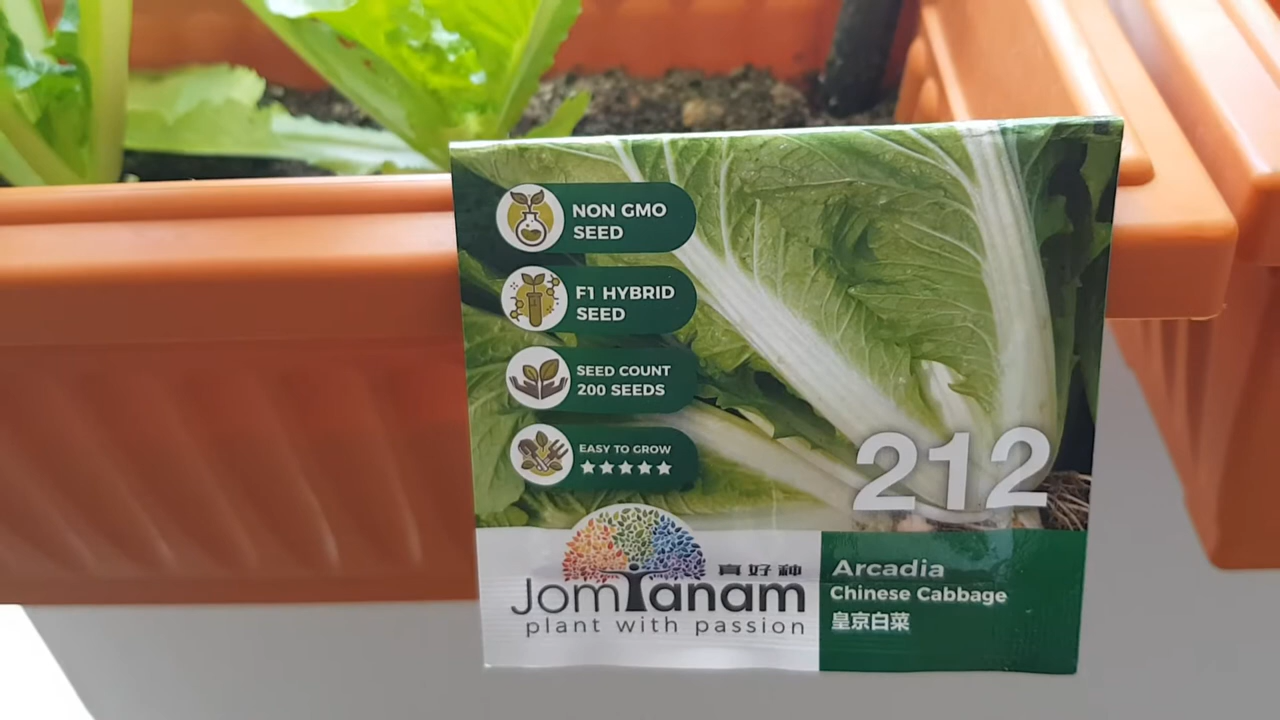 NON GMO
SEED
F1 HYBRID
SEED
SEED COUNT
200 SEEDS
EASY TO GROW
212
真好种
JomTanam
plant with passion
Arcadia
Chinese Cabbage
皇京白菜